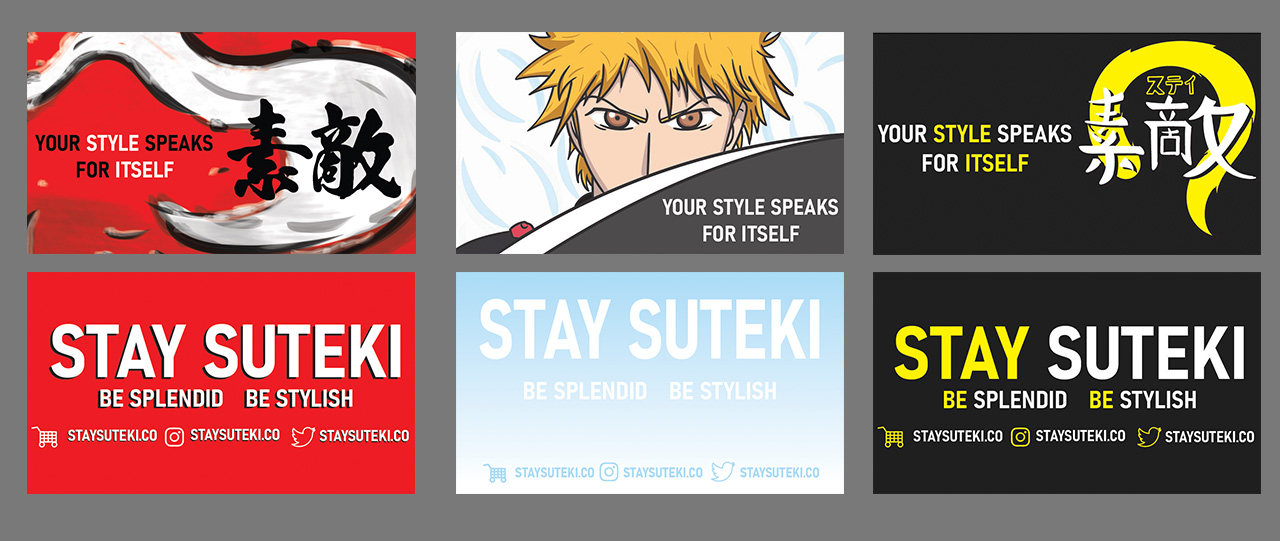 YOUR STYLE SPEAKS
FOR ITSELF
素敵
YOUR STYLE SPEAKS
FOR ITSELF
YOUR STYLE SPEAKS
FOR ITSELF
ステイ
素敵
STAY SUTEKI
BE SPLENDID BE STYLISH
STAYSUTEKI.CO STAYSUTEKI.CO STAYSUTEKI.CO
STAY SUTEKI
BE SPLENDID BE STYLISH
STAYSUTEKI.CO STAYSUTEKI.CO STAYSUTEKI.CO
STAY SUTEKI
BE SPLENDID BE STYLISH
STAYSUTEKI.CO STAYSUTEKI.CO STAYSUTEKI.CO